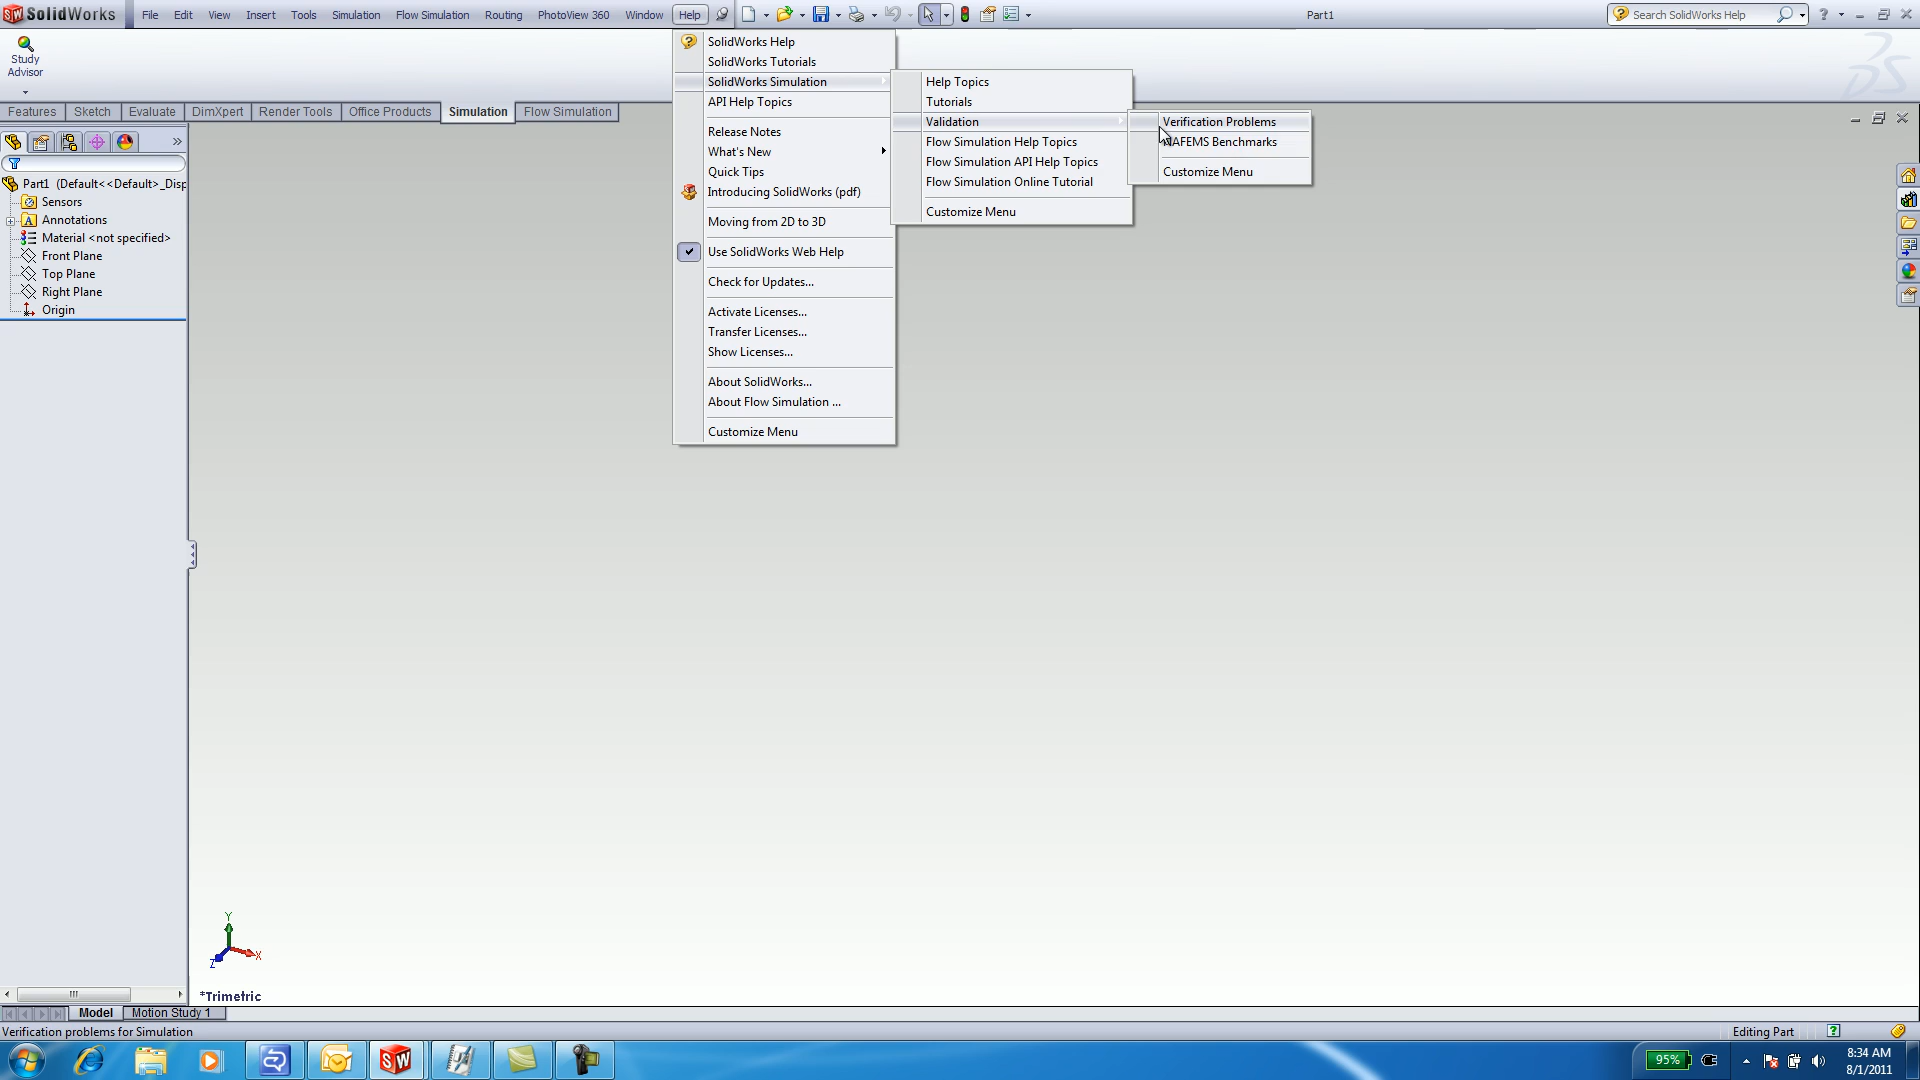 SolidWorks File Edit View Insert Tools Simulation Flow Simulation Routing PhotoView 360 Window Help Part1 Search SolidWorks Help
Study
Advisor
Features Sketch Evaluate DimXpert Render Tools Office Products Simulation Flow Simulation
Part1 (Default<<Default>_Disp
Sensors
Annotations
Material <not specified>
Front Plane
Top Plane
Right Plane
Origin
SolidWorks Help
SolidWorks Tutorials
SolidWorks Simulation
API Help Topics
Release Notes
What's New
Quick Tips
Introducing SolidWorks (pdf)
Moving from 2D to 3D
Use SolidWorks Web Help
Check for Updates...
Activate Licenses...
Transfer Licenses...
Show Licenses...
About SolidWorks...
About Flow Simulation ...
Customize Menu
Help Topics
Tutorials
Validation
Flow Simulation Help Topics
Flow Simulation API Help Topics
Flow Simulation Online Tutorial
Customize Menu
Verification Problems
NAFEMS Benchmarks
Customize Menu
Y
X
Z
*Trimetric
Model Motion Study 1
Verification problems for Simulation Editing Part
95% 8:34 AM
8/1/2011